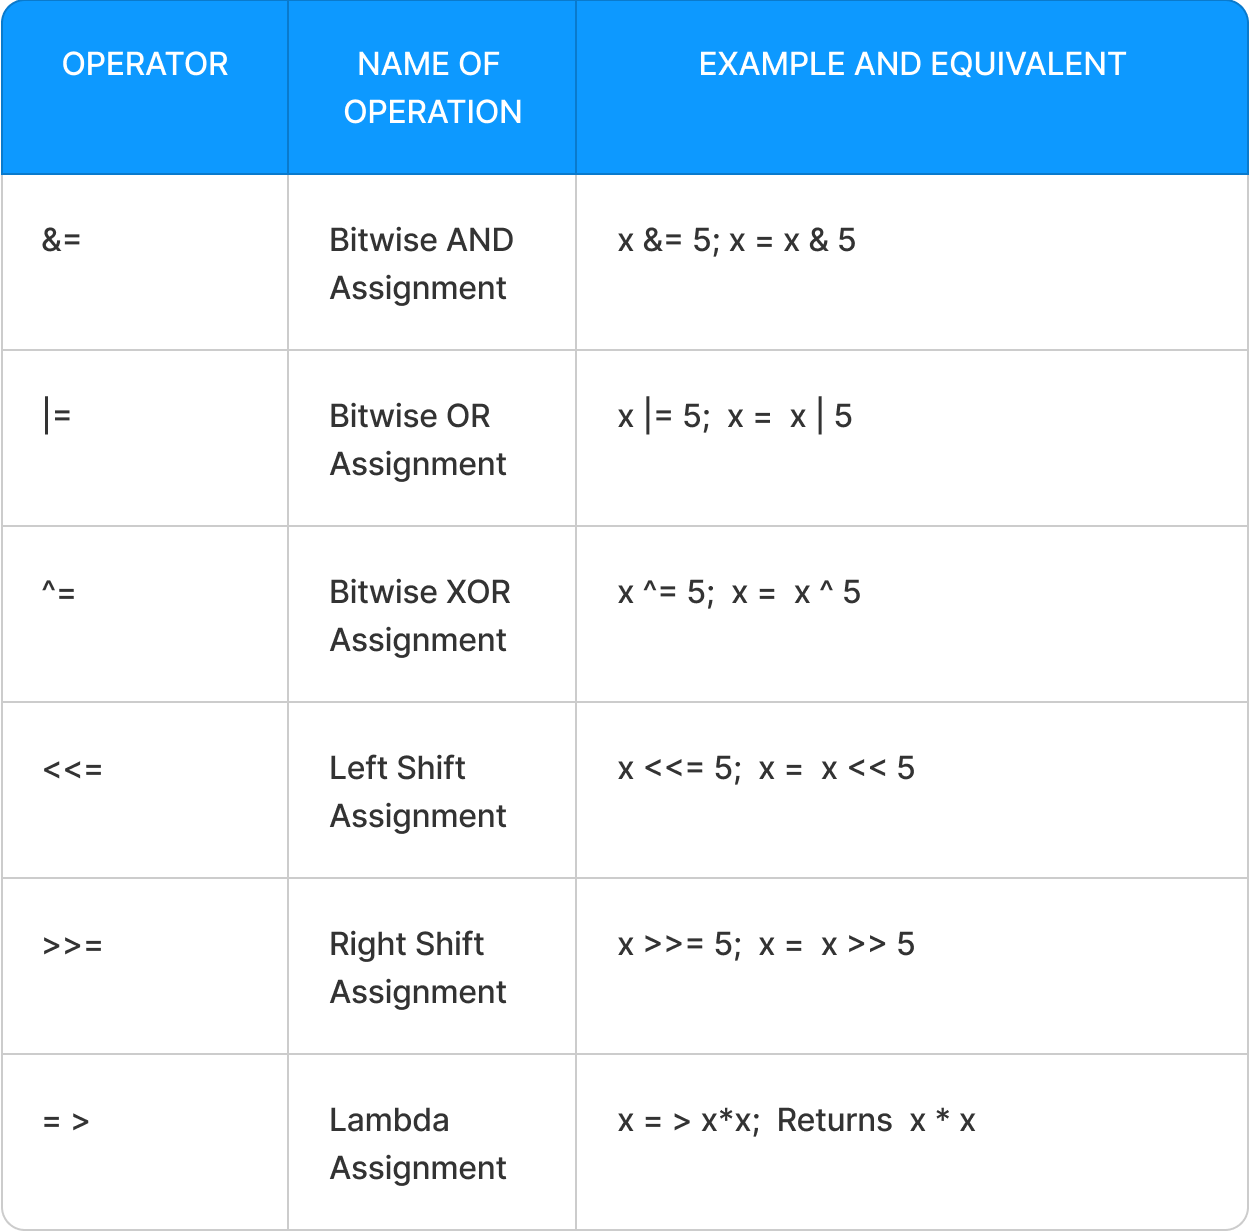 OPERATOR
NAME OF
OPERATION
EXAMPLE AND EQUIVALENT
&=
Bitwise AND
Assignment
x &= 5; x = x & 5
|=
Bitwise OR
Assignment
x |= 5;  x =  x | 5
^=
Bitwise XOR
Assignment
x ^= 5;  x =  x ^ 5
<<=
Left Shift
Assignment
x <<= 5;  x =  x << 5
>>=
Right Shift
Assignment
x >>= 5;  x =  x >> 5
= >
Lambda
Assignment
x = > x*x;  Returns  x * x